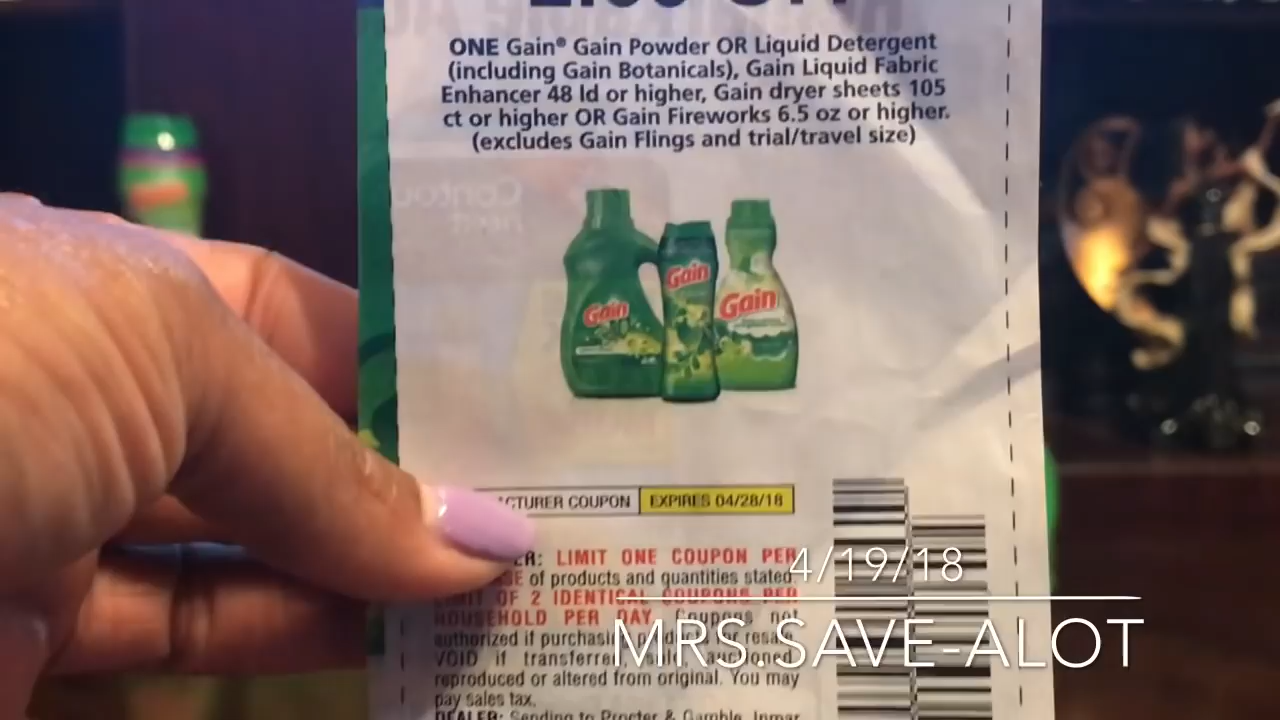 ONE Gain® Gain Powder OR Liquid Detergent
(including Gain Botanicals), Gain Liquid Fabric
Enhancer 48 ld or higher, Gain dryer sheets 105
ct or higher OR Gain Fireworks 6.5 oz or higher.
(excludes Gain Flings and trial/travel size)
Gain
Gain
Gain
COUPON EXPIRES 04/28/18
LIMIT ONE COUPON PER
of products and quantities stated.
OF 2 IDENTICAL COUPONS PER
HOUSEHOLD PER DAY. Coupons not
authorized if
VOID if transferred,
reproduced or altered from original. You may
pay sales tax.
DEALER: Sending to Procter & Gamble, Inmar
4/19/18
MRS.SAVE-ALOT